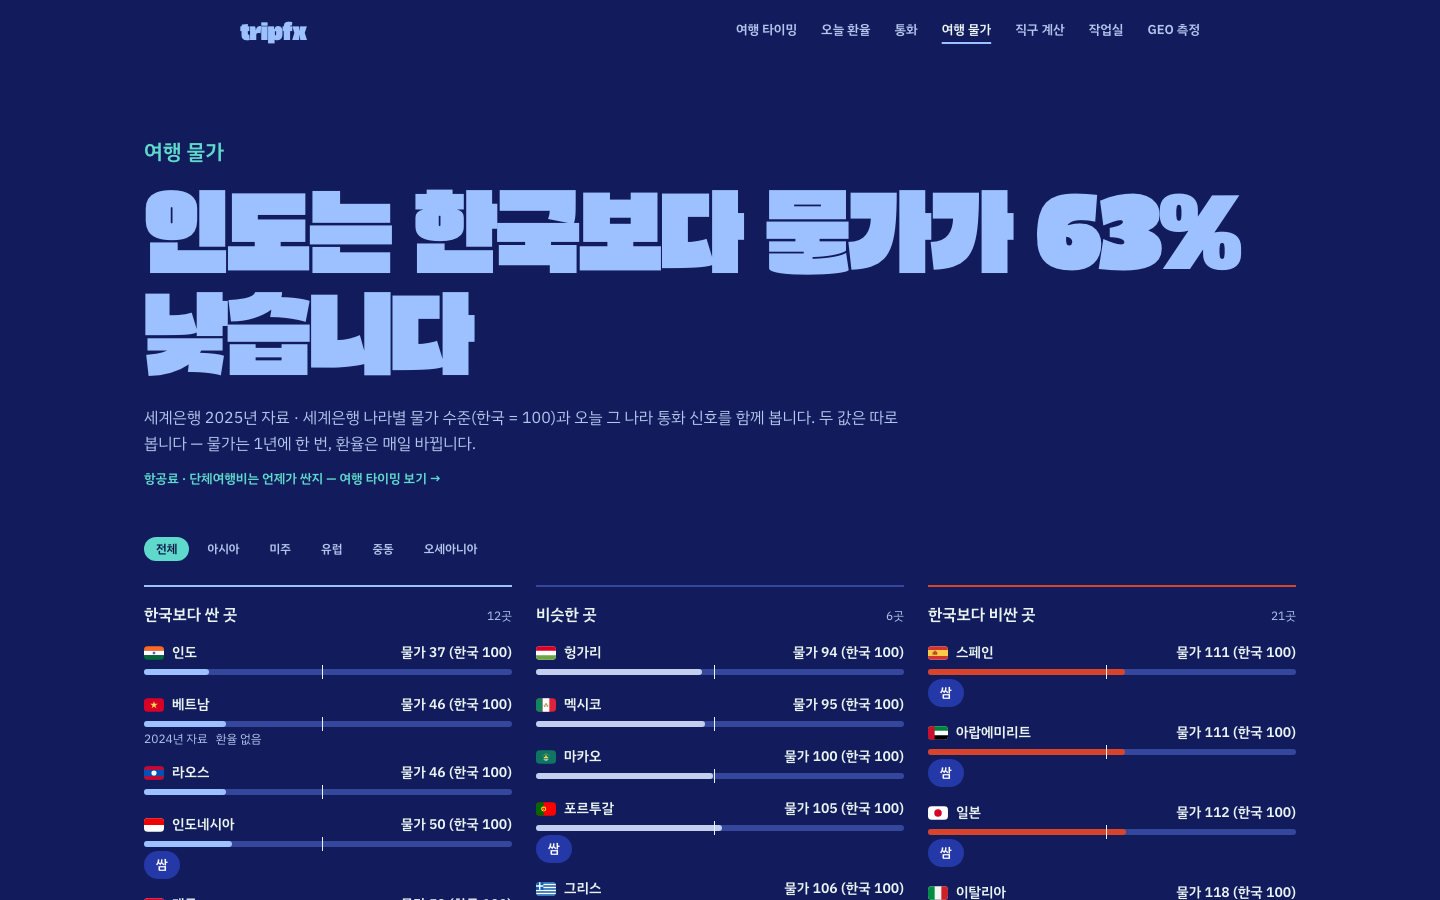 tripfx
여행 타이밍 오늘 환율 통화 여행 물가 직구 계산 작업실 GEO 측정
여행 물가
인도는 한국보다 물가가 63%
낮습니다
세계은행 2025년 자료 · 세계은행 나라별 물가 수준(한국 = 100)과 오늘 그 나라 통화 신호를 함께 봅니다. 두 값은 따로
봅니다 — 물가는 1년에 한 번, 환율은 매일 바뀝니다.
항공료 · 단체여행비는 언제가 싼지 — 여행 타이밍 보기 →
전체 아시아 미주 유럽 중동 오세아니아
한국보다 싼 곳 12곳
인도 물가 37 (한국 100)
베트남 물가 46 (한국 100)
2024년 자료 환율 없음
라오스 물가 46 (한국 100)
인도네시아 물가 50 (한국 100)
쌈
비슷한 곳 6곳
헝가리 물가 94 (한국 100)
멕시코 물가 95 (한국 100)
마카오 물가 100 (한국 100)
포르투갈 물가 105 (한국 100)
쌈
그리스 물가 106 (한국 100)
한국보다 비싼 곳 21곳
스페인 물가 111 (한국 100)
쌈
아랍에미리트 물가 111 (한국 100)
쌈
일본 물가 112 (한국 100)
쌈
이탈리아 물가 118 (한국 100)